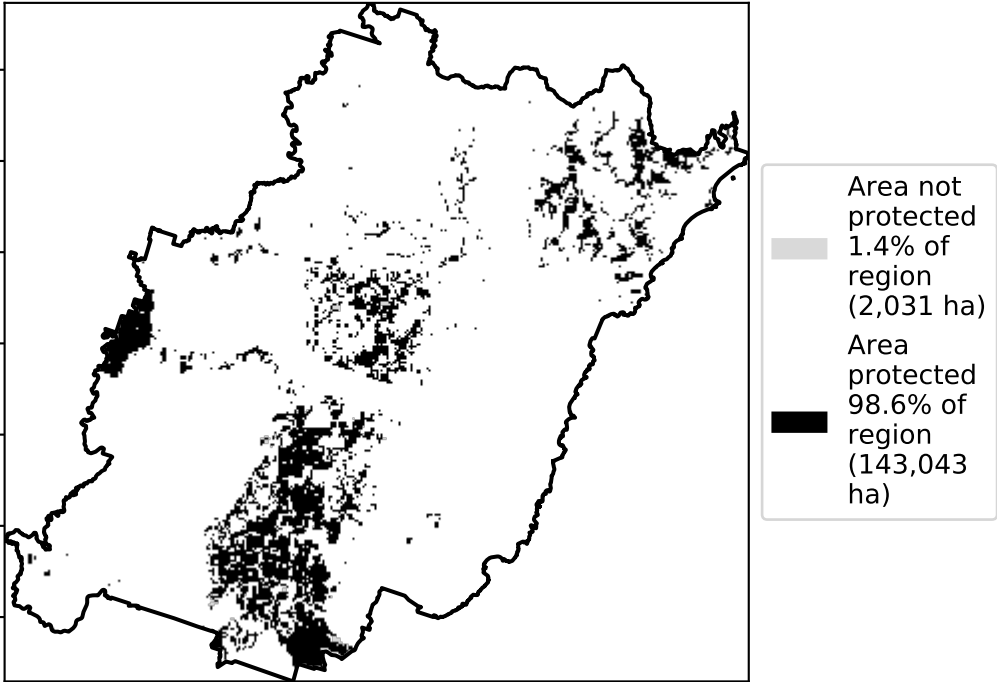 Area not
protected
1.4% of
region
(2,031 ha)
Area
protected
98.6% of
region
(143,043
ha)